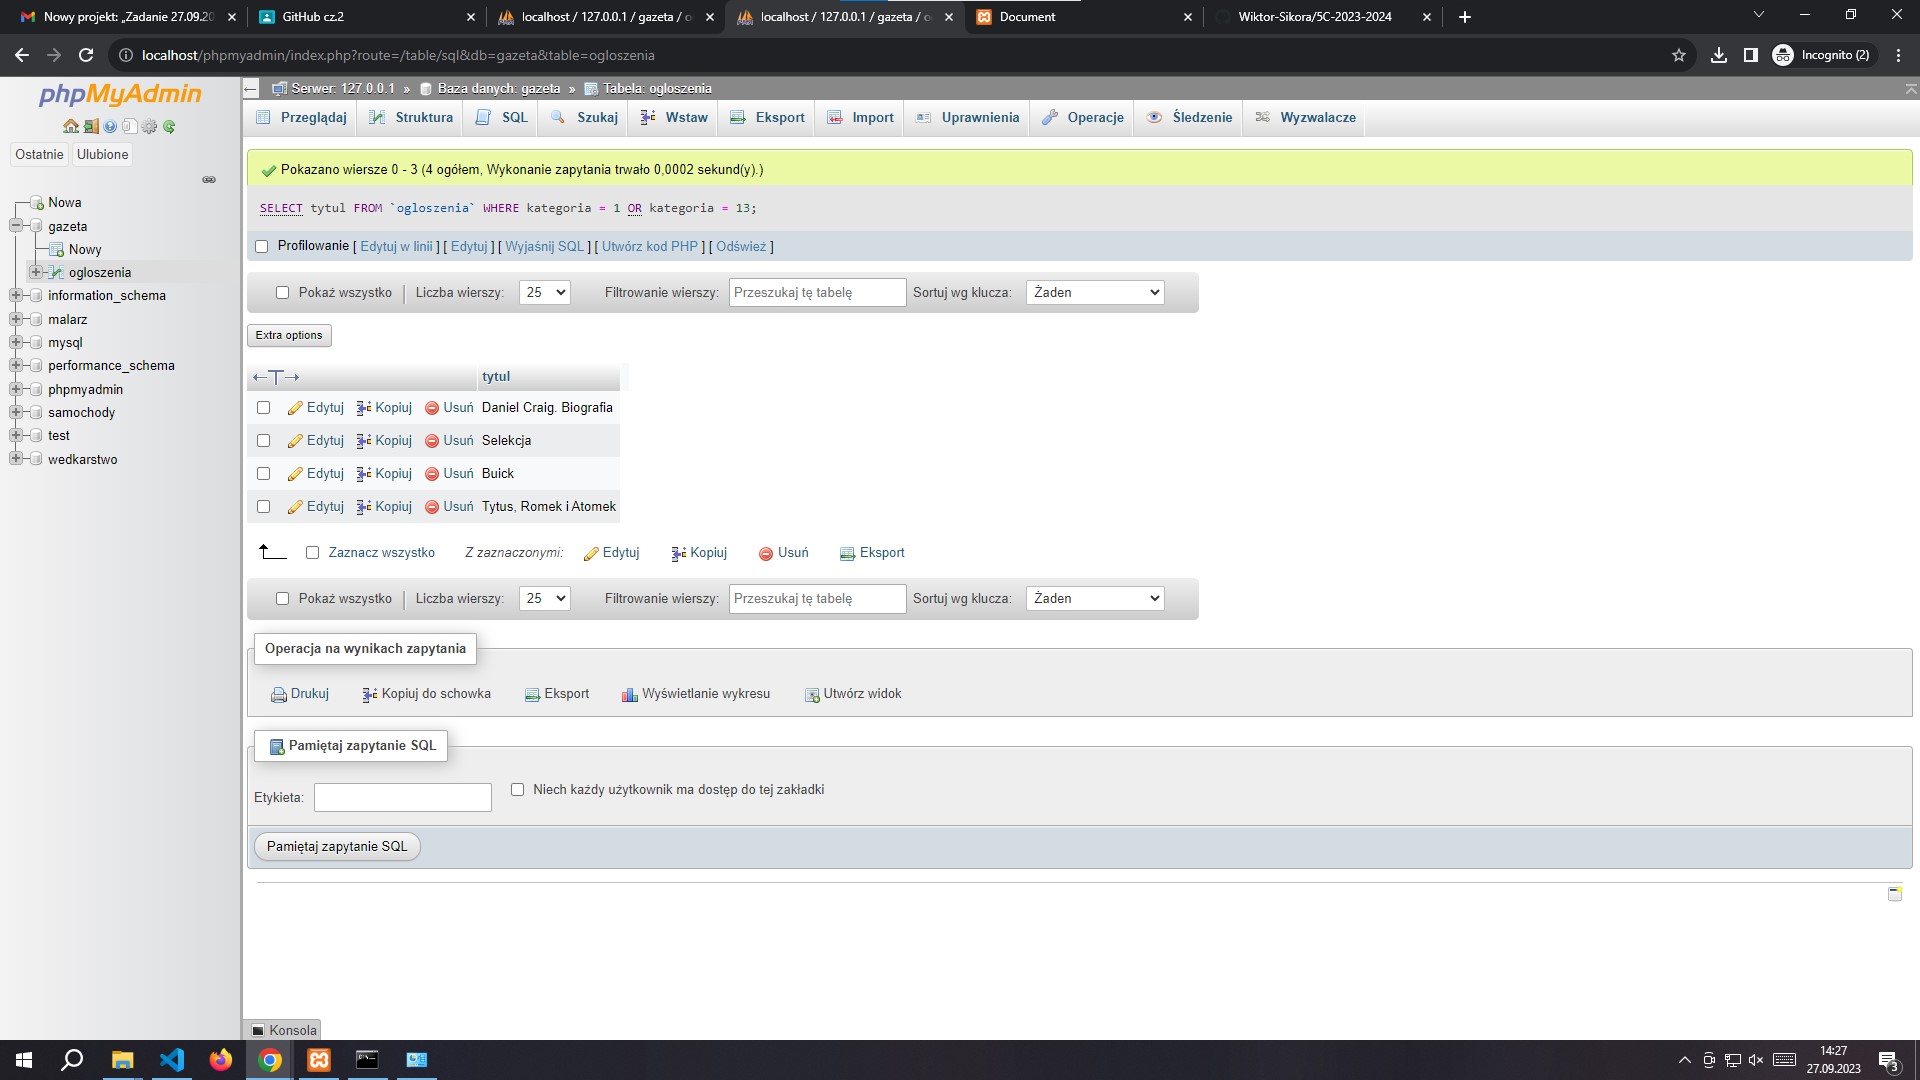 Nowy projekt: „Zadanie 27.09.20
GitHub cz.2
localhost / 127.0.0.1 / gazeta / o
localhost / 127.0.0.1 / gazeta / o
Document
Wiktor-Sikora/5C-2023-2024
localhost/phpmyadmin/index.php?route=/table/sql&db=gazeta&table=ogloszenia
Incognito (2)
phpMyAdmin
Ostatnie
Ulubione
Nowa
gazeta
Nowy
ogloszenia
information_schema
malarz
mysql
performance_schema
phpmyadmin
samochody
test
wedkarstwo
Serwer: 127.0.0.1 » Baza danych: gazeta » Tabela: ogloszenia
Przeglądaj
Struktura
SQL
Szukaj
Wstaw
Eksport
Import
Uprawnienia
Operacje
Śledzenie
Wyzwalacze
Pokazano wiersze 0 - 3 (4 ogółem, Wykonanie zapytania trwało 0,0002 sekund(y).)
SELECT tytul FROM `ogloszenia` WHERE kategoria = 1 OR kategoria = 13;
Profilowanie [ Edytuj w linii ] [ Edytuj ] [ Wyjaśnij SQL ] [ Utwórz kod PHP ] [ Odśwież ]
Pokaż wszystko
Liczba wierszy: 25
Filtrowanie wierszy: Przeszukaj tę tabelę
Sortuj wg klucza: Żaden
Extra options
←T→
tytul
Edytuj Kopiuj Usuń Daniel Craig. Biografia
Edytuj Kopiuj Usuń Selekcja
Edytuj Kopiuj Usuń Buick
Edytuj Kopiuj Usuń Tytus, Romek i Atomek
Zaznacz wszystko Z zaznaczonymi: Edytuj Kopiuj Usuń Eksport
Pokaż wszystko
Liczba wierszy: 25
Filtrowanie wierszy: Przeszukaj tę tabelę
Sortuj wg klucza: Żaden
Operacja na wynikach zapytania
Drukuj
Kopiuj do schowka
Eksport
Wyświetlanie wykresu
Utwórz widok
Pamiętaj zapytanie SQL
Etykieta:
Niech każdy użytkownik ma dostęp do tej zakładki
Pamiętaj zapytanie SQL
Konsola
14:27
27.09.2023
3